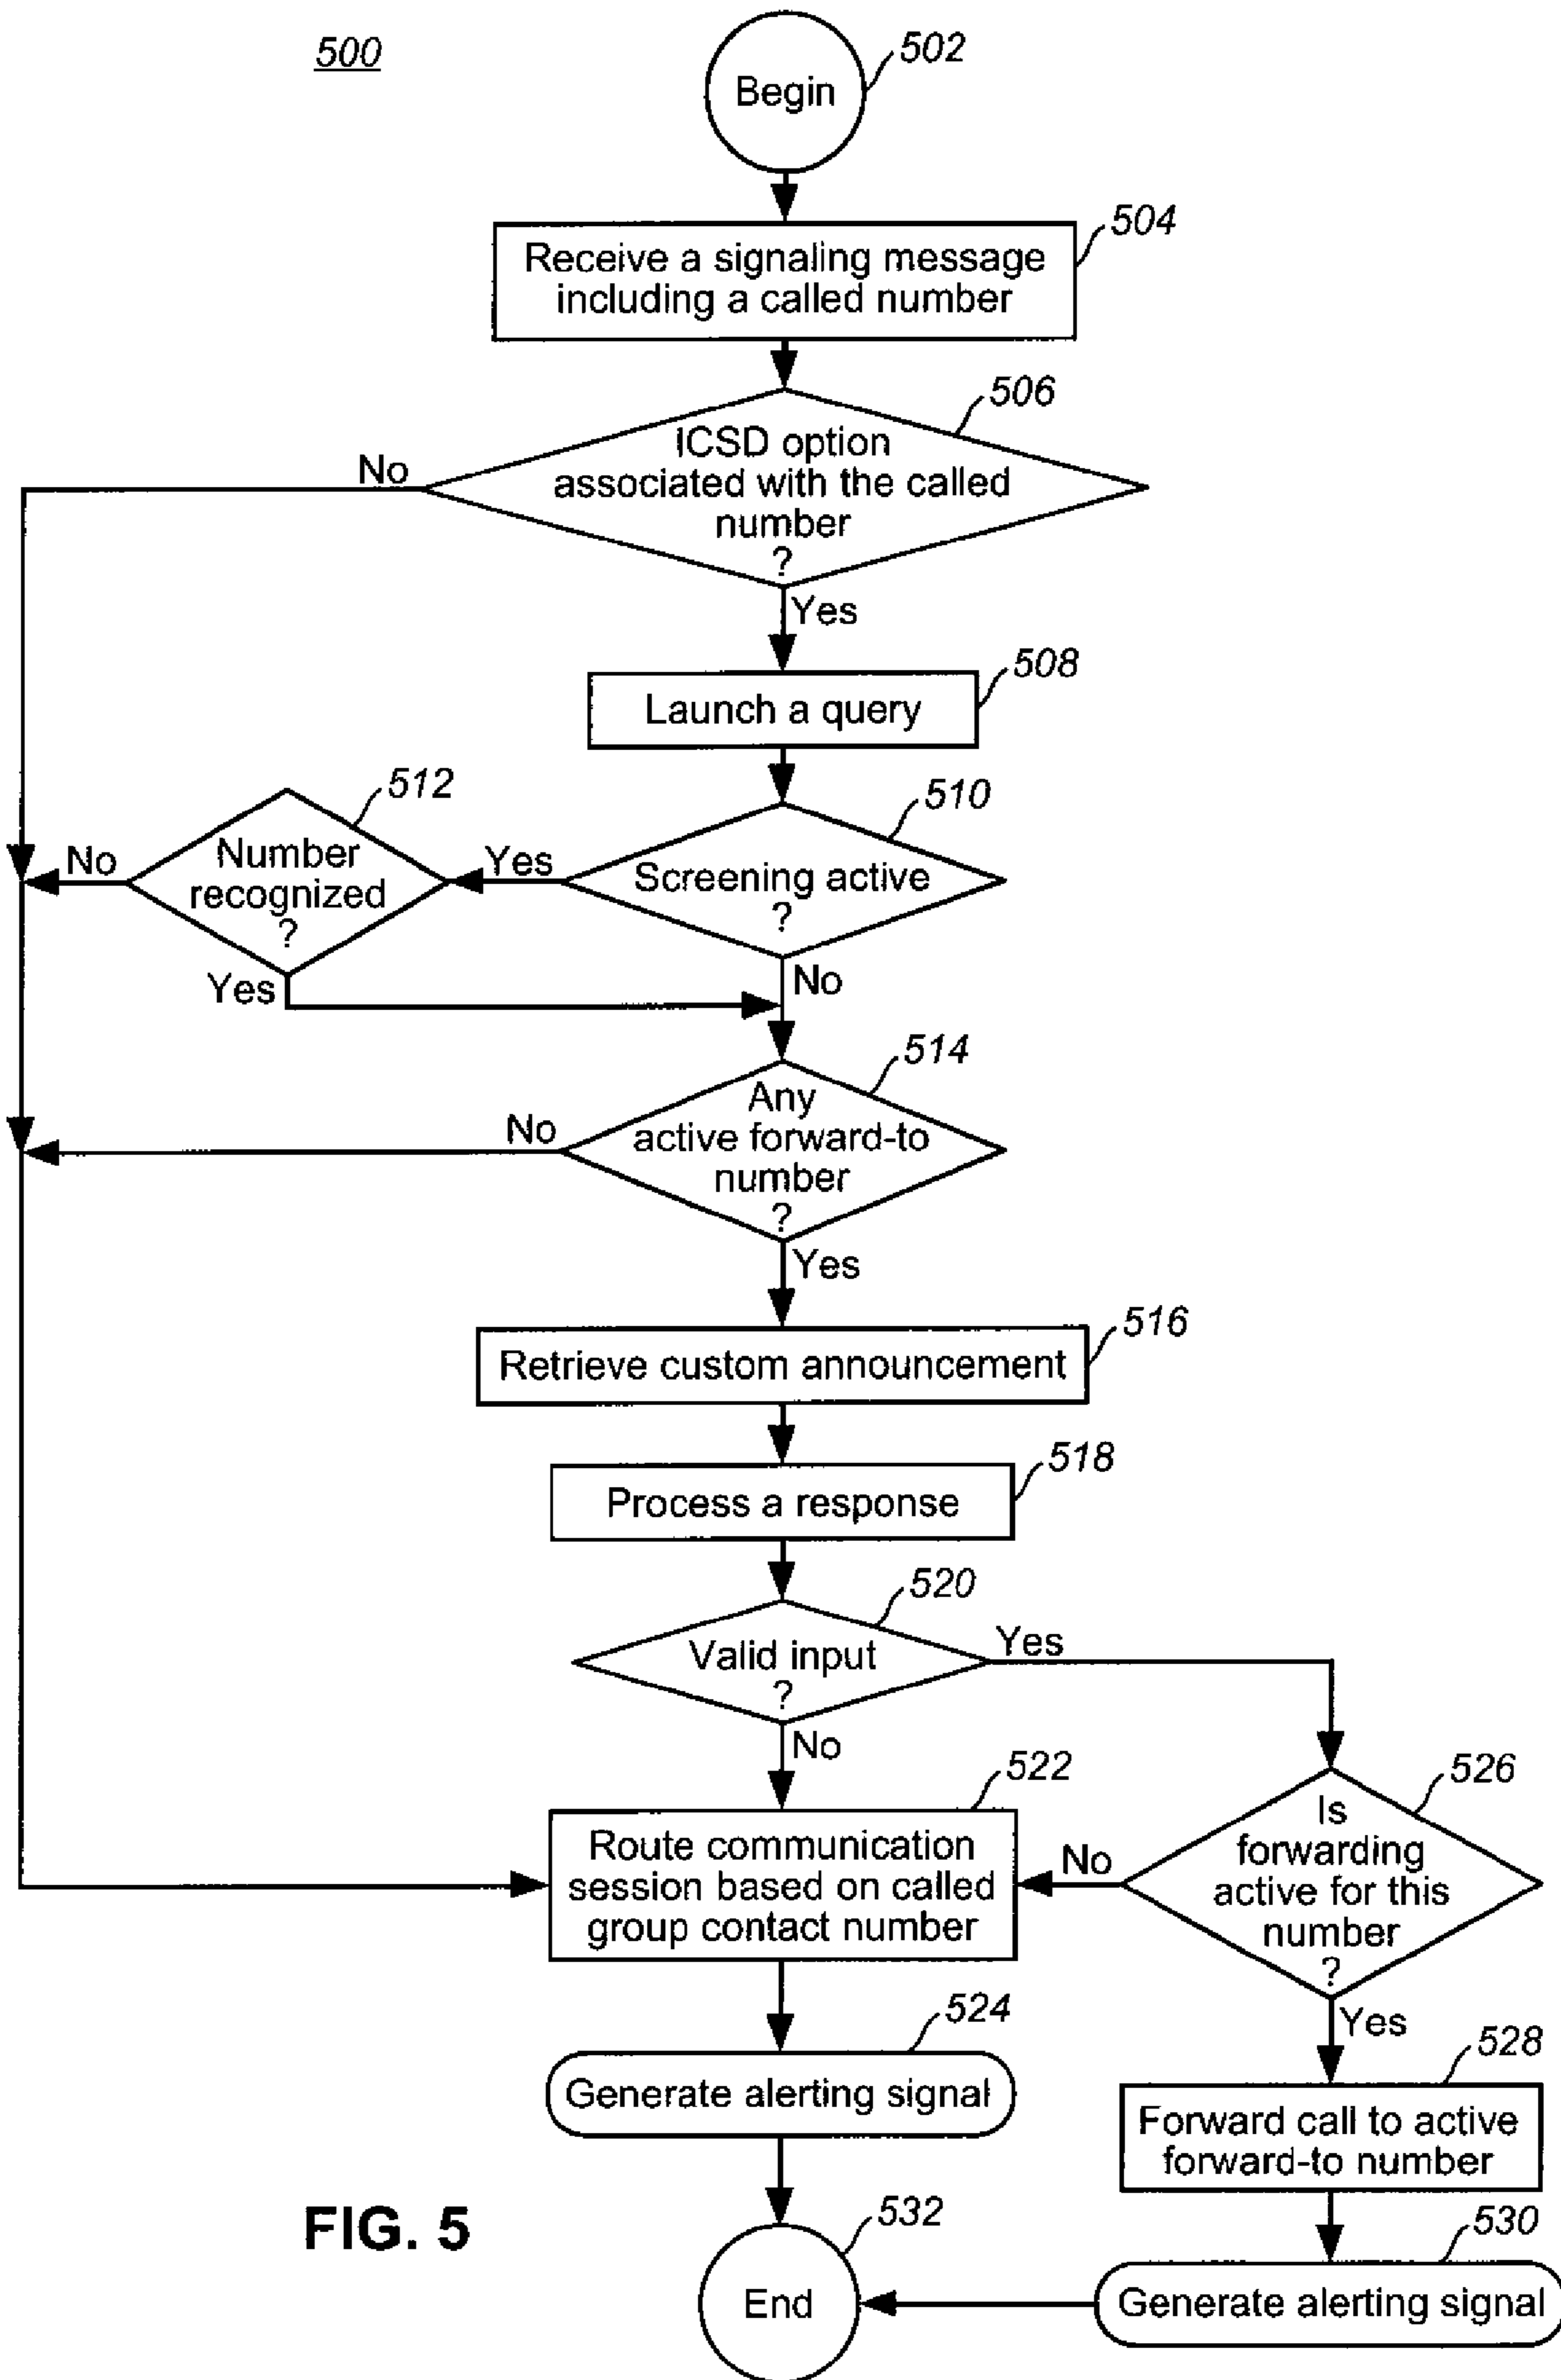 500
502
Begin
504
Receive a signaling message
including a called number
506
ICSD option
associated with the called
number
?
No
Yes
508
Launch a query
512
510
Number
recognized
?
No
Yes
Screening active
?
Yes
No
514
Any
active forward-to
number
?
No
Yes
516
Retrieve custom announcement
518
Process a response
520
Valid input
?
Yes
No
522
Route communication
session based on called
group contact number
526
Is
forwarding
active for this
number
?
No
Yes
524
Generate alerting signal
528
Forward call to active
forward-to number
FIG. 5
532
End
530
Generate alerting signal